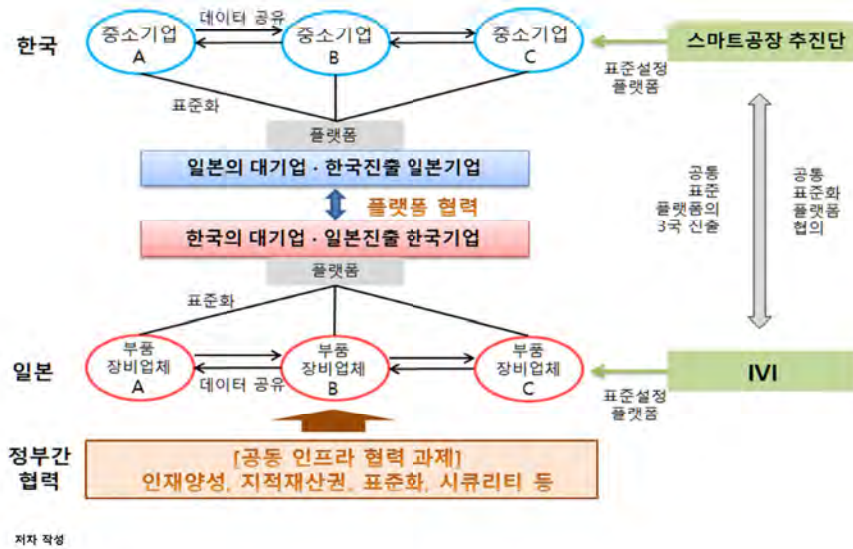 한국
중소기업
A
데이터 공유
중소기업
B
중소기업
C
스마트공장 추진단
표준설정
플랫폼
표준화
플랫폼
일본의 대기업 · 한국진출 일본기업
플랫폼 협력
한국의 대기업 · 일본진출 한국기업
플랫폼
표준화
공통
표준
플랫폼의
3국 진출
공통
표준화
플랫폼
협의
일본
부품
장비업체
A
데이터 공유
부품
장비업체
B
부품
장비업체
C
IVI
표준설정
플랫폼
정부간
협력
[공동 인프라 협력 과제]
인재양성, 지적재산권, 표준화, 시큐리티 등
저자 작성